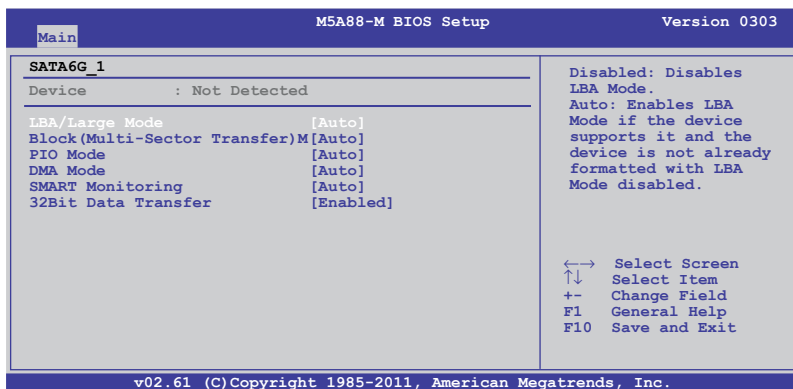 M5A88-M BIOS Setup Version 0303
Main
SATA6G_1
Device : Not Detected
LBA/Large Mode [Auto]
Block(Multi-Sector Transfer)M[Auto]
PIO Mode [Auto]
DMA Mode [Auto]
SMART Monitoring [Auto]
32Bit Data Transfer [Enabled]
Disabled: Disables
LBA Mode.
Auto: Enables LBA
Mode if the device
supports it and the
device is not already
formatted with LBA
Mode disabled.
←→ Select Screen
↑↓ Select Item
+- Change Field
F1 General Help
F10 Save and Exit
v02.61 (C)Copyright 1985-2011, American Megatrends, Inc.